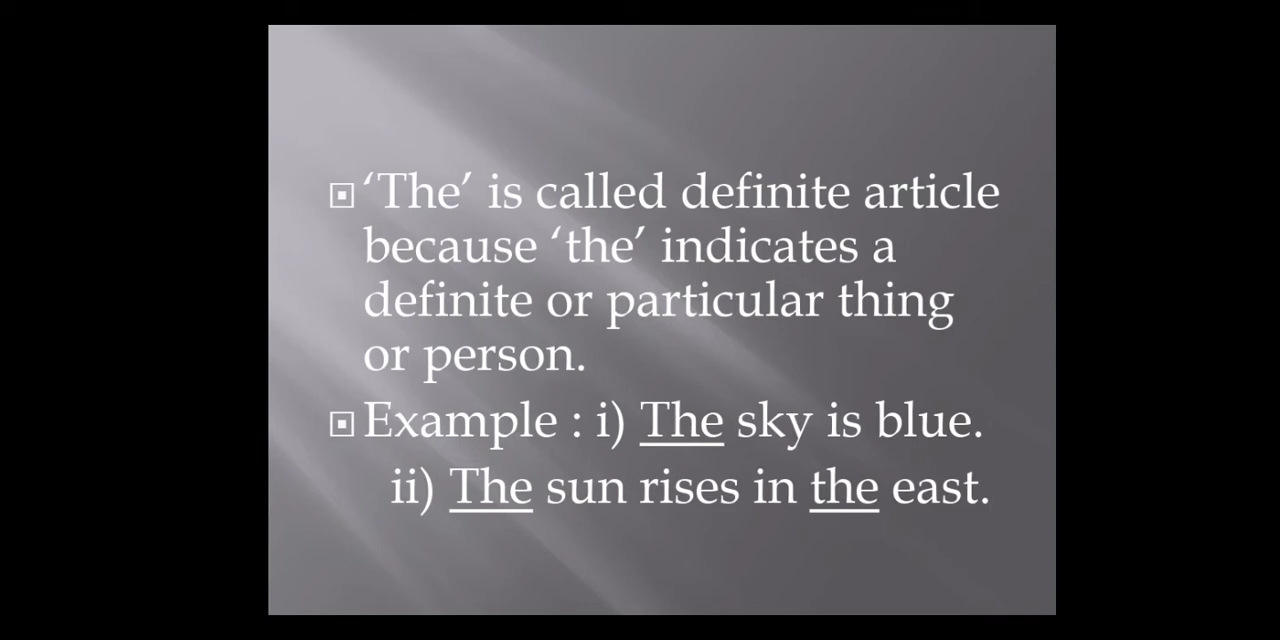 ‘The’ is called definite article
because ‘the’ indicates a
definite or particular thing
or person.
Example : i) The sky is blue.
ii) The sun rises in the east.